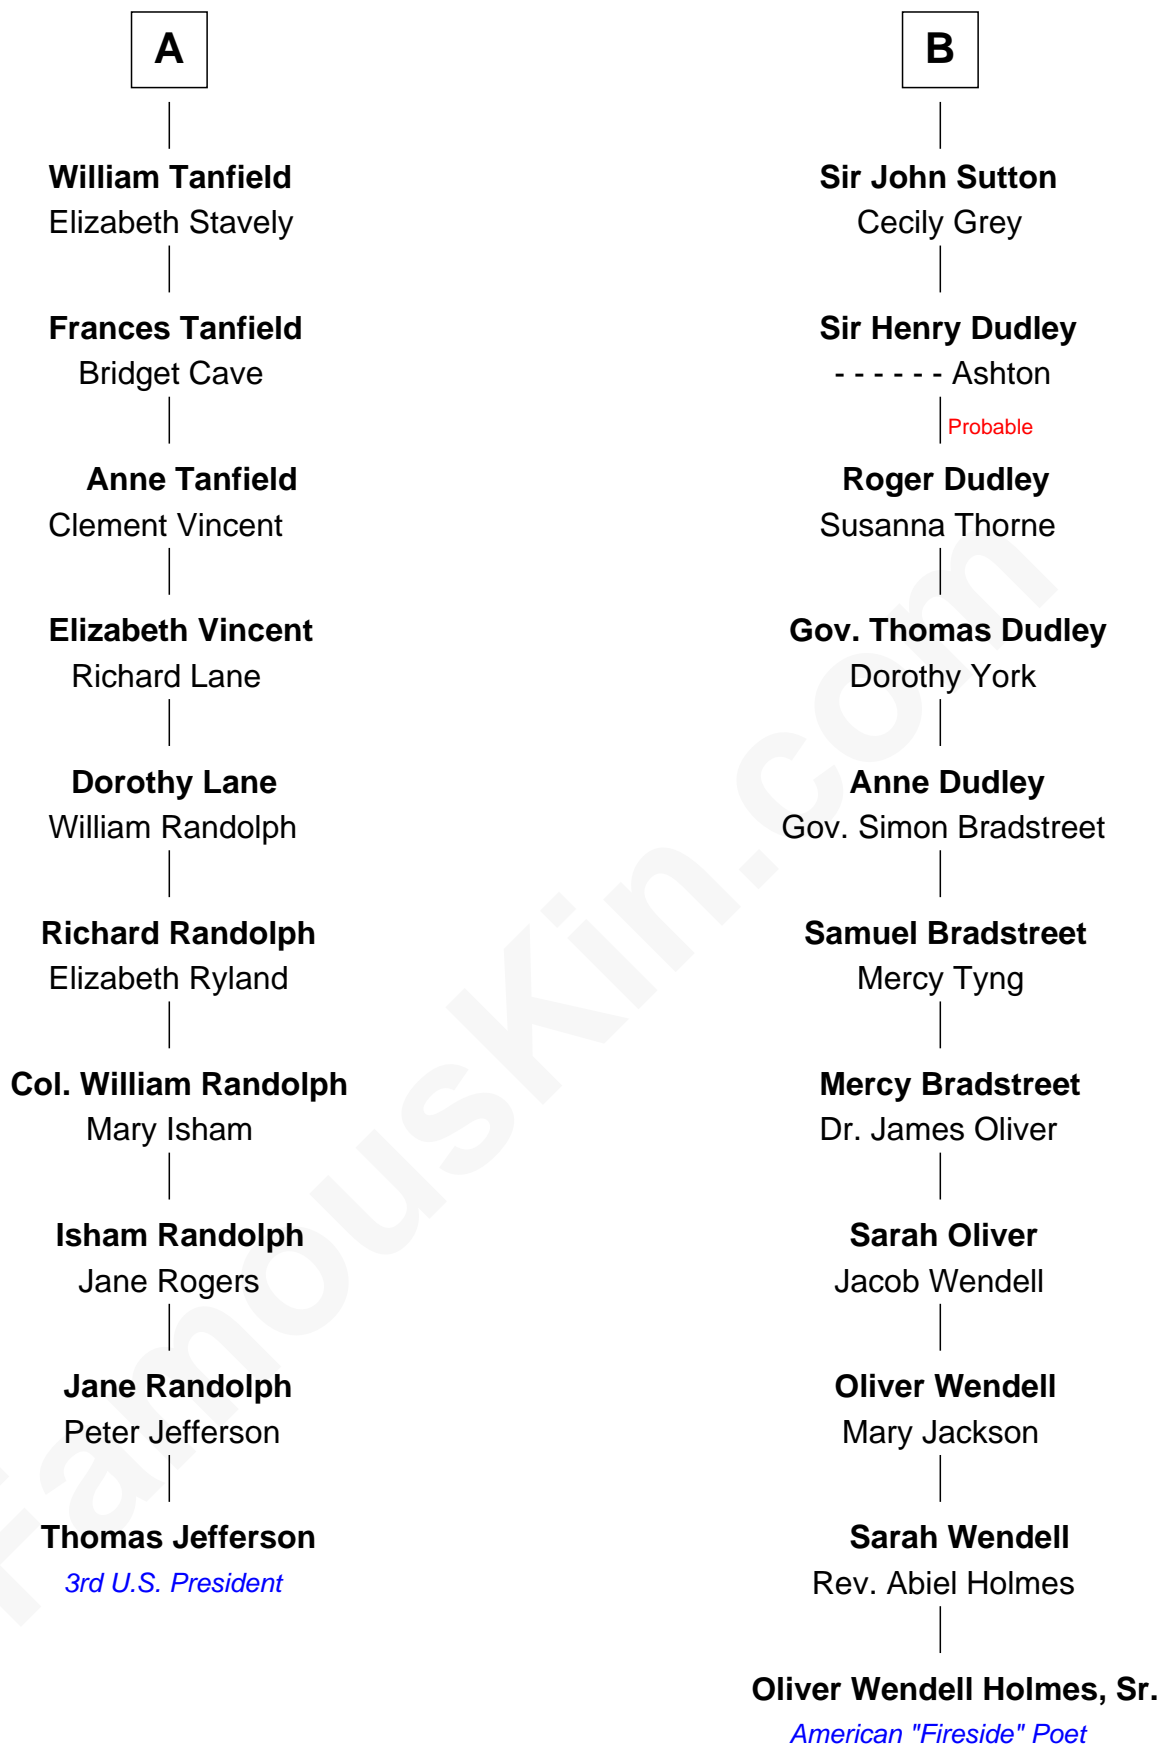 A
William Tanfield
Elizabeth Stavely
Frances Tanfield
Bridget Cave
Anne Tanfield
Clement Vincent
Elizabeth Vincent
Richard Lane
Dorothy Lane
William Randolph
Richard Randolph
Elizabeth Ryland
Col. William Randolph
Mary Isham
Isham Randolph
Jane Rogers
Jane Randolph
Peter Jefferson
Thomas Jefferson
3rd U.S. President
B
Sir John Sutton
Cecily Grey
Sir Henry Dudley
- - - - - - Ashton
Probable
Roger Dudley
Susanna Thorne
Gov. Thomas Dudley
Dorothy York
Anne Dudley
Gov. Simon Bradstreet
Samuel Bradstreet
Mercy Tyng
Mercy Bradstreet
Dr. James Oliver
Sarah Oliver
Jacob Wendell
Oliver Wendell
Mary Jackson
Sarah Wendell
Rev. Abiel Holmes
Oliver Wendell Holmes, Sr.
American "Fireside" Poet
FamousKin.com